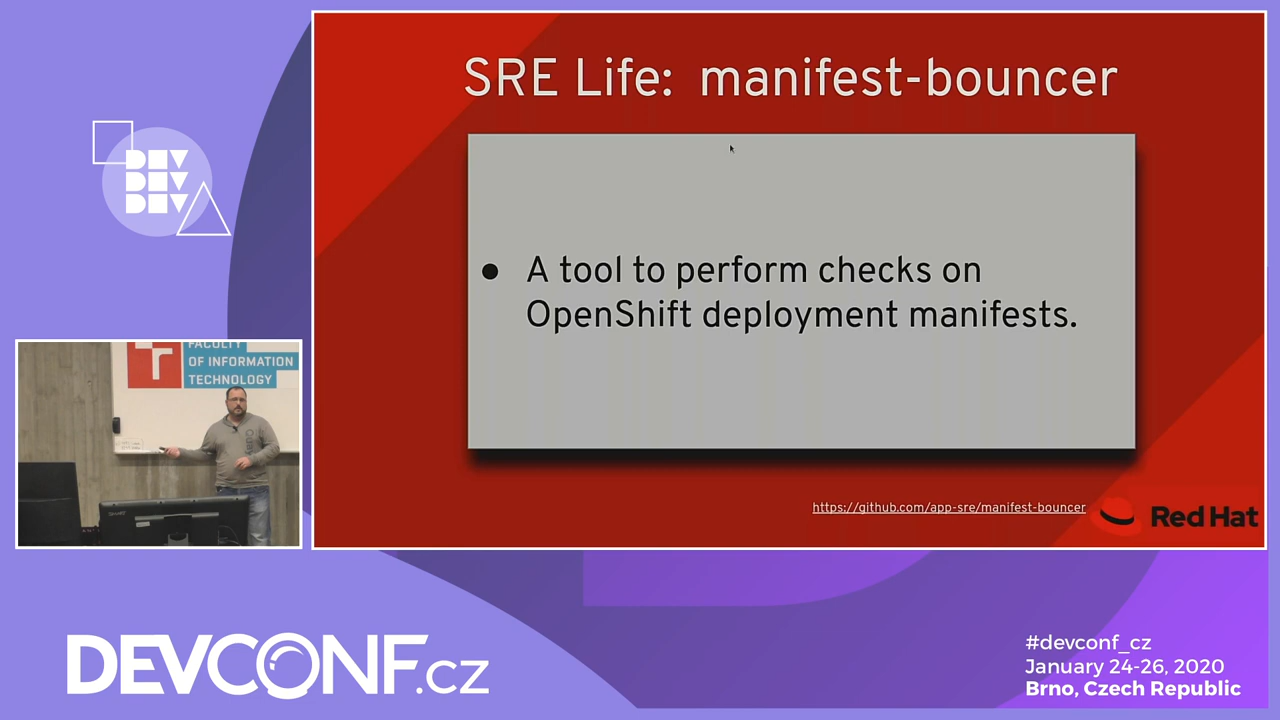 SRE Life: manifest-bouncer
A tool to perform checks on
OpenShift deployment manifests.
https://github.com/app-sre/manifest-bouncer
Red Hat
DEV
DEV
DEV
FACULTY
OF INFORMATION
TECHNOLOGY
DEVCONF.cz
#devconf_cz
January 24-26, 2020
Brno, Czech Republic